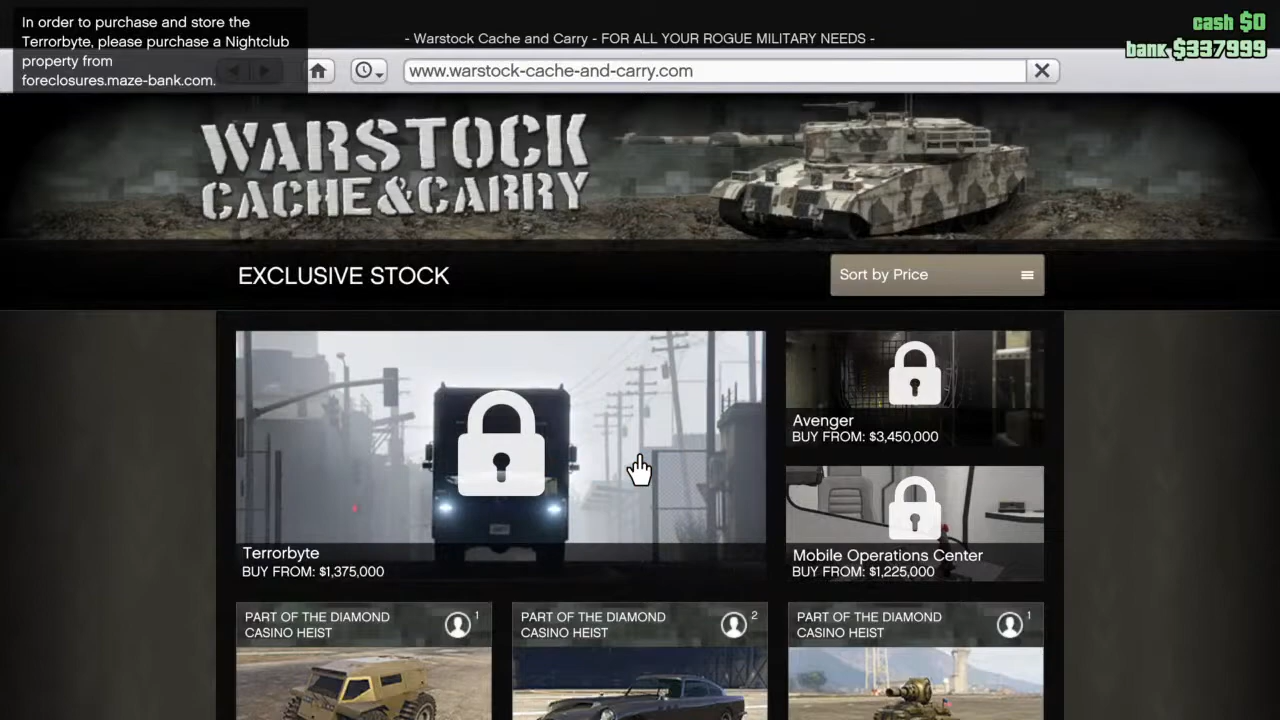 In order to purchase and store the
Terrorbyte, please purchase a Nightclub
property from
foreclosures.maze-bank.com.
cash $0
bank $337999
- Warstock Cache and Carry - FOR ALL YOUR ROGUE MILITARY NEEDS -
www.warstock-cache-and-carry.com
WARSTOCK
CACHE&CARRY
EXCLUSIVE STOCK
Sort by Price
Terrorbyte
BUY FROM: $1,375,000
Avenger
BUY FROM: $3,450,000
Mobile Operations Center
BUY FROM: $1,225,000
PART OF THE DIAMOND
CASINO HEIST
1
PART OF THE DIAMOND
CASINO HEIST
2
PART OF THE DIAMOND
CASINO HEIST
1